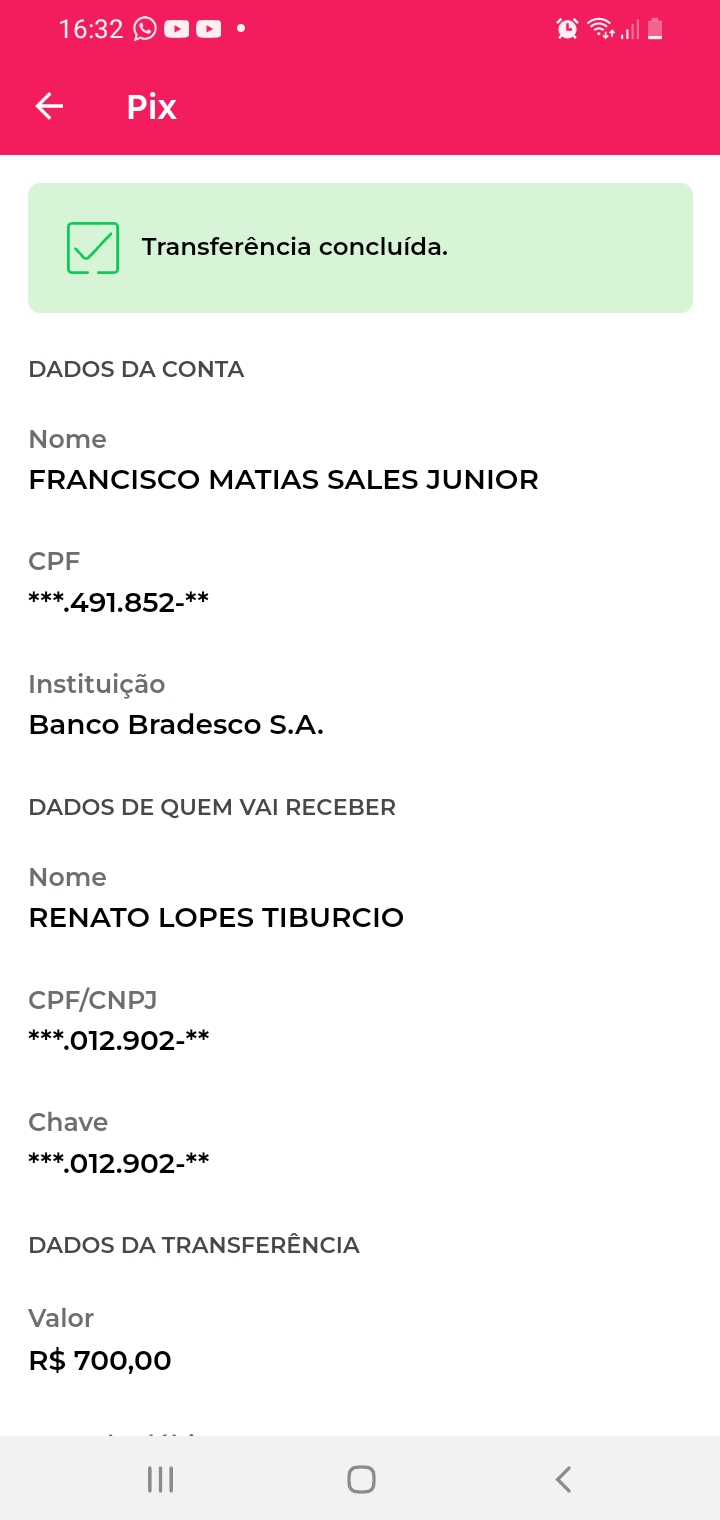 16:32
Pix
Transferência concluída.
DADOS DA CONTA
Nome
FRANCISCO MATIAS SALES JUNIOR
CPF
***.491.852-**
Instituição
Banco Bradesco S.A.
DADOS DE QUEM VAI RECEBER
Nome
RENATO LOPES TIBURCIO
CPF/CNPJ
***.012.902-**
Chave
***.012.902-**
DADOS DA TRANSFERÊNCIA
Valor
R$ 700,00